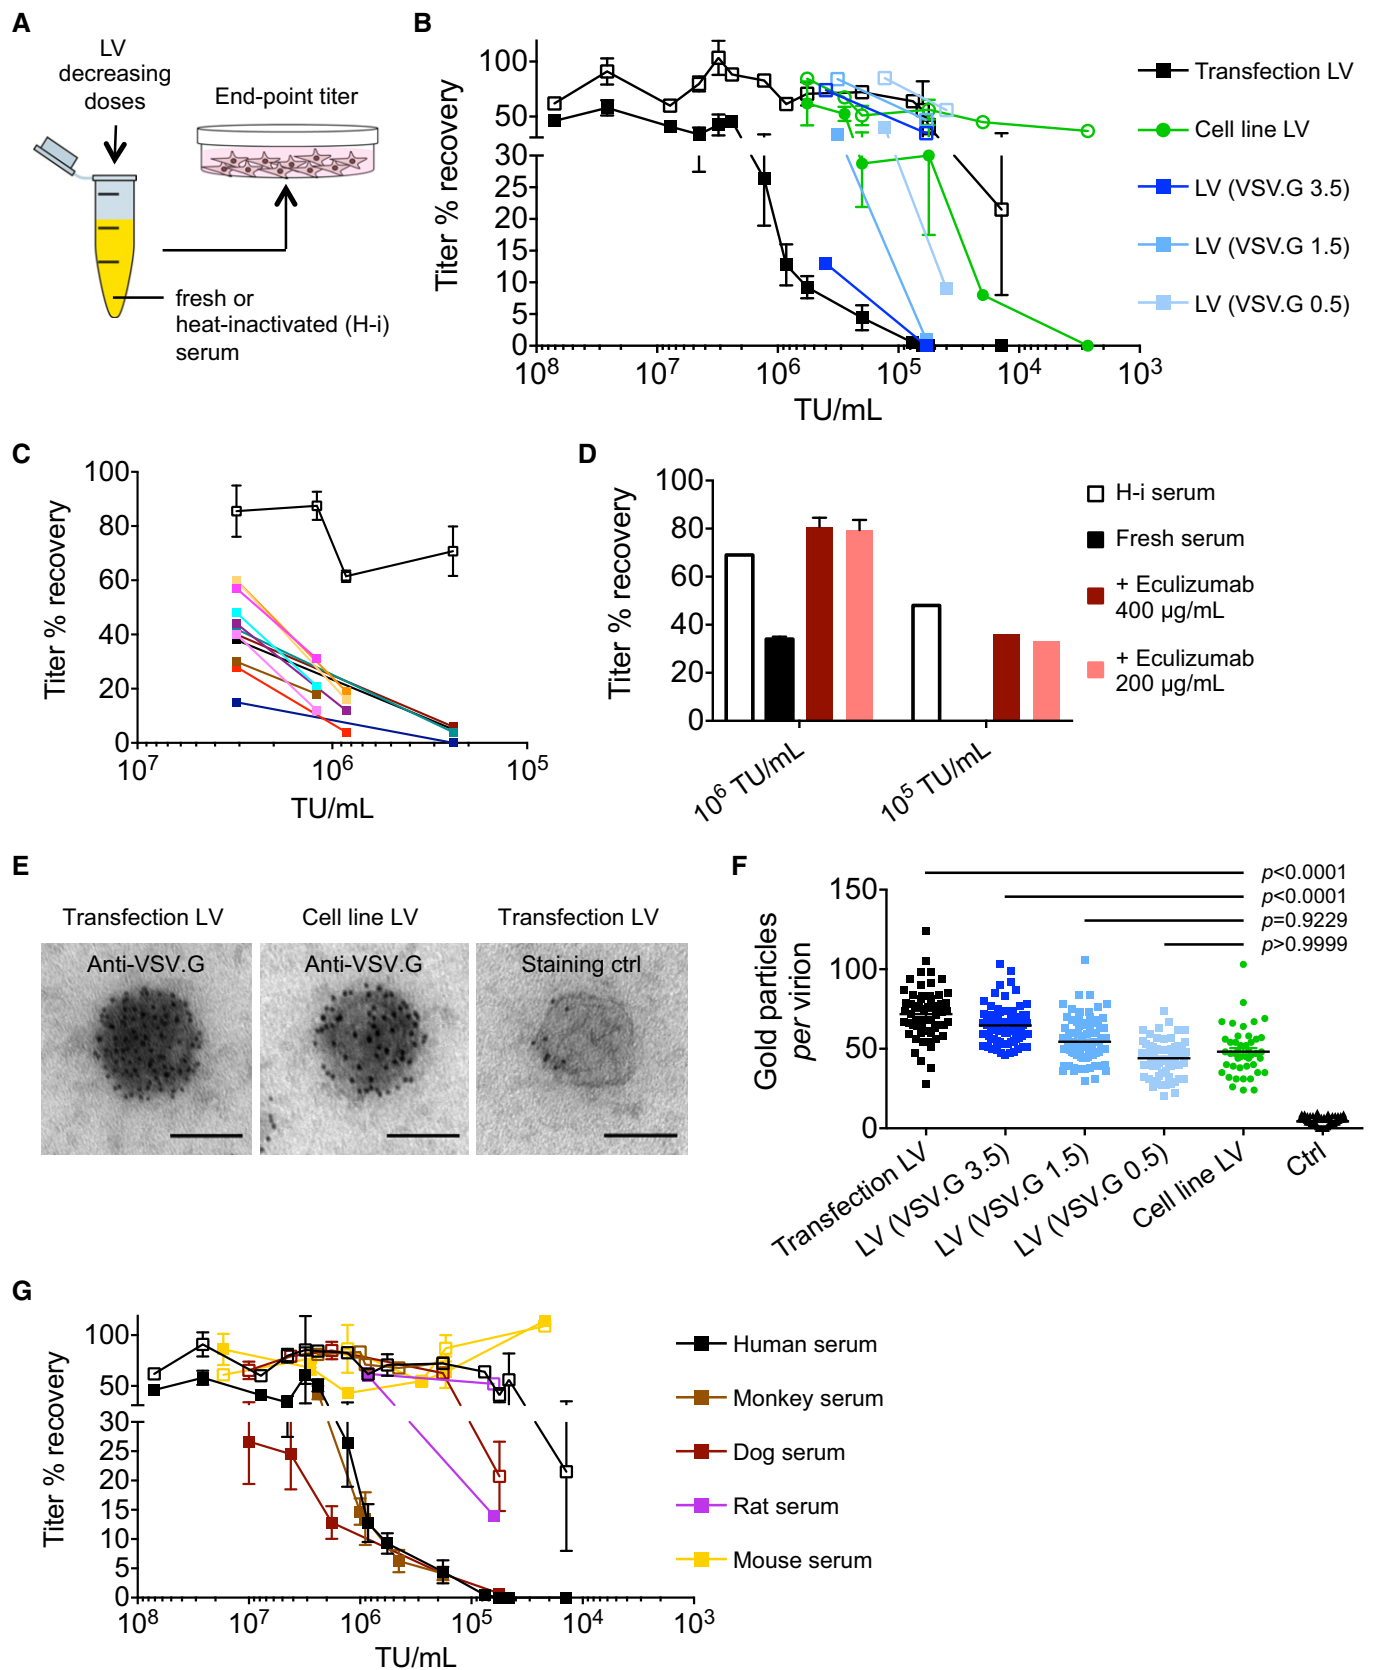 A
LV
decreasing
doses
End-point titer
fresh or
heat-inactivated (H-i)
serum
B
Titer % recovery
100
50
30
25
20
15
10
5
0
10⁸
10⁷
10⁶
10⁵
10⁴
10³
TU/mL
Transfection LV
Cell line LV
LV (VSV.G 3.5)
LV (VSV.G 1.5)
LV (VSV.G 0.5)
C
Titer % recovery
100
80
60
40
20
0
10⁷
10⁶
10⁵
TU/mL
D
Titer % recovery
100
80
60
40
20
0
10⁶ TU/mL
10⁵ TU/mL
H-i serum
Fresh serum
+ Eculizumab
400 µg/mL
+ Eculizumab
200 µg/mL
E
Transfection LV
Cell line LV
Transfection LV
Anti-VSV.G
Anti-VSV.G
Staining ctrl
F
Gold particles
per virion
150
100
50
0
p<0.0001
p<0.0001
p=0.9229
p>0.9999
Transfection LV
LV (VSV.G 3.5)
LV (VSV.G 1.5)
LV (VSV.G 0.5)
Cell line LV
Ctrl
G
Titer % recovery
100
50
30
25
20
15
10
5
0
10⁸
10⁷
10⁶
10⁵
10⁴
10³
TU/mL
Human serum
Monkey serum
Dog serum
Rat serum
Mouse serum